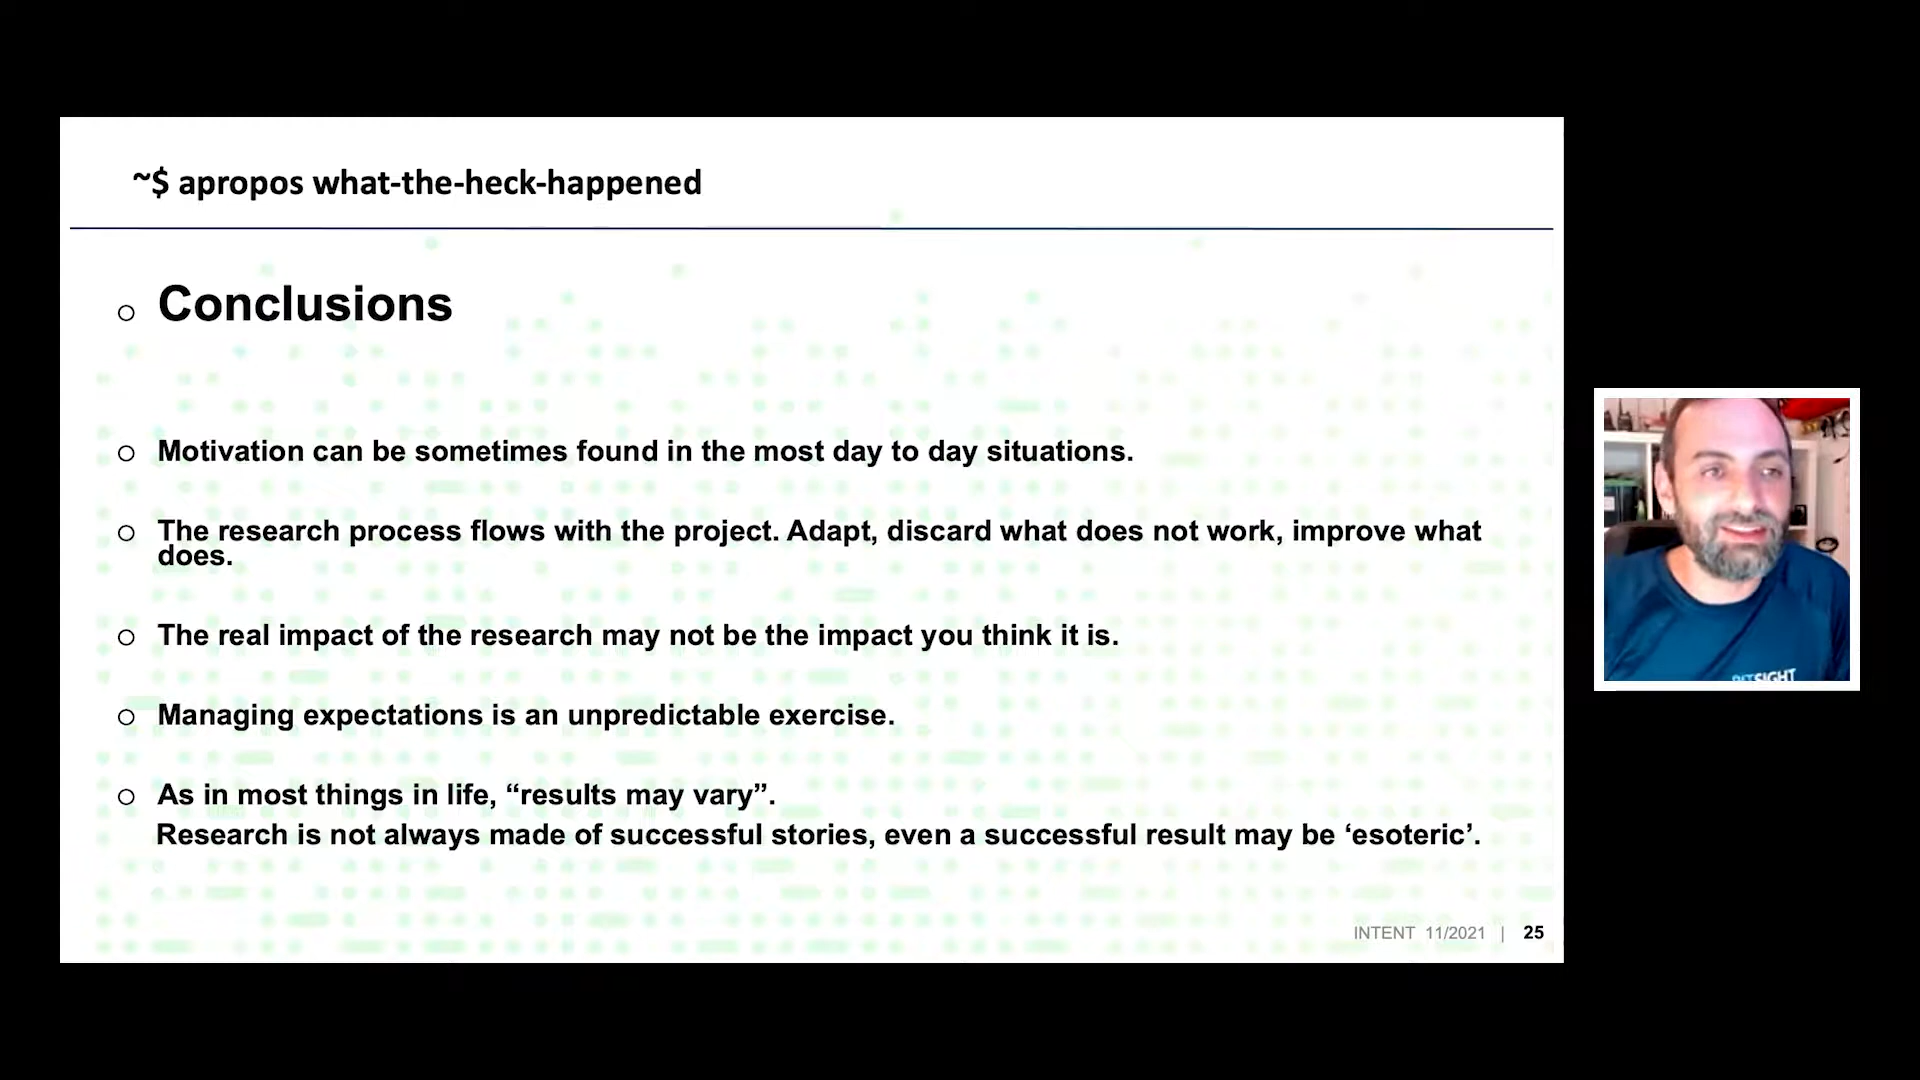 ~$ apropos what-the-heck-happened
Conclusions
Motivation can be sometimes found in the most day to day situations.
The research process flows with the project. Adapt, discard what does not work, improve what
does.
The real impact of the research may not be the impact you think it is.
Managing expectations is an unpredictable exercise.
As in most things in life, “results may vary”.
Research is not always made of successful stories, even a successful result may be ‘esoteric’.
INTENT 11/2021 | 25
BITSIGHT